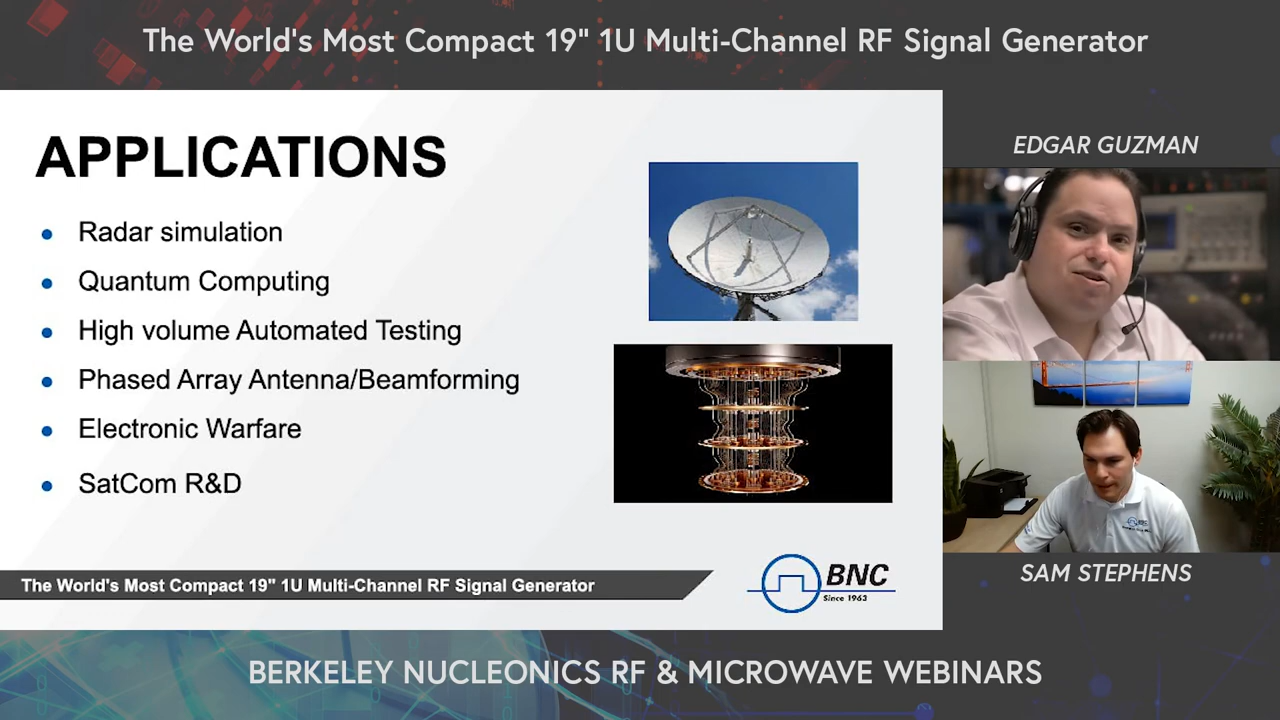 The World's Most Compact 19" 1U Multi-Channel RF Signal Generator
APPLICATIONS
Radar simulation
Quantum Computing
High volume Automated Testing
Phased Array Antenna/Beamforming
Electronic Warfare
SatCom R&D
The World's Most Compact 19" 1U Multi-Channel RF Signal Generator
BNC
Since 1963
EDGAR GUZMAN
SAM STEPHENS
BERKELEY NUCLEONICS RF & MICROWAVE WEBINARS